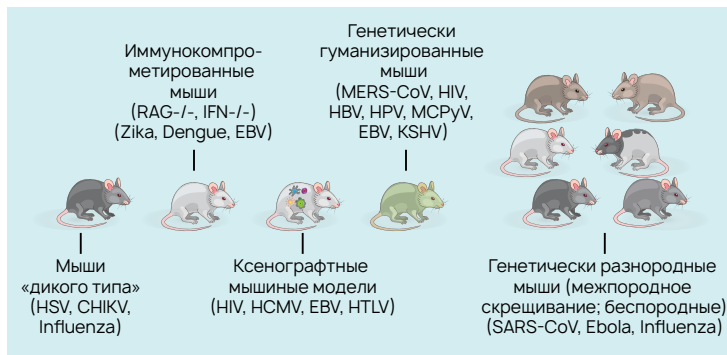 Иммунокомпро-
метированные
мыши
(RAG-/-, IFN-/-)
(Zika, Dengue, EBV)
Генетически
гуманизированные
мыши
(MERS-CoV, HIV,
HBV, HPV, MCPyV,
EBV, KSHV)
Мыши
«дикого типа»
(HSV, CHIKV,
Influenza)
Ксенографтные
мышиные модели
(HIV, HCMV, EBV, HTLV)
Генетически разнородные
мыши (межпородное
скрещивание; беспородные)
(SARS-CoV, Ebola, Influenza)